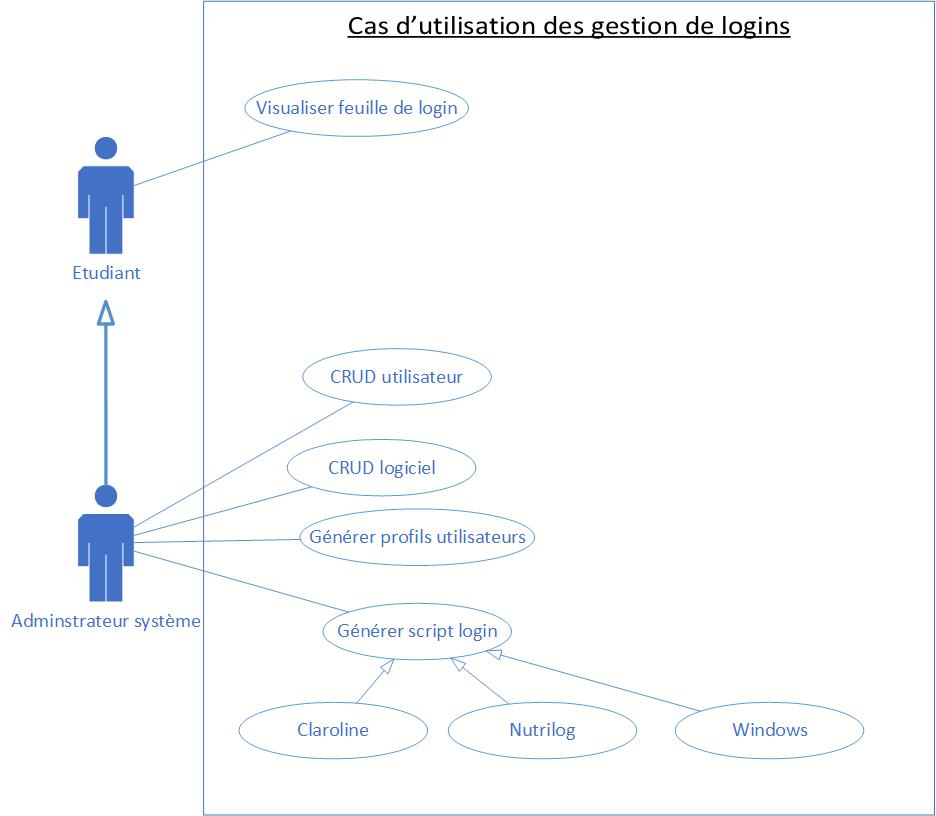 Cas d’utilisation des gestion de logins
Visualiser feuille de login
Etudiant
CRUD utilisateur
CRUD logiciel
Générer profils utilisateurs
Adminstrateur système
Générer script login
Claroline
Nutrilog
Windows